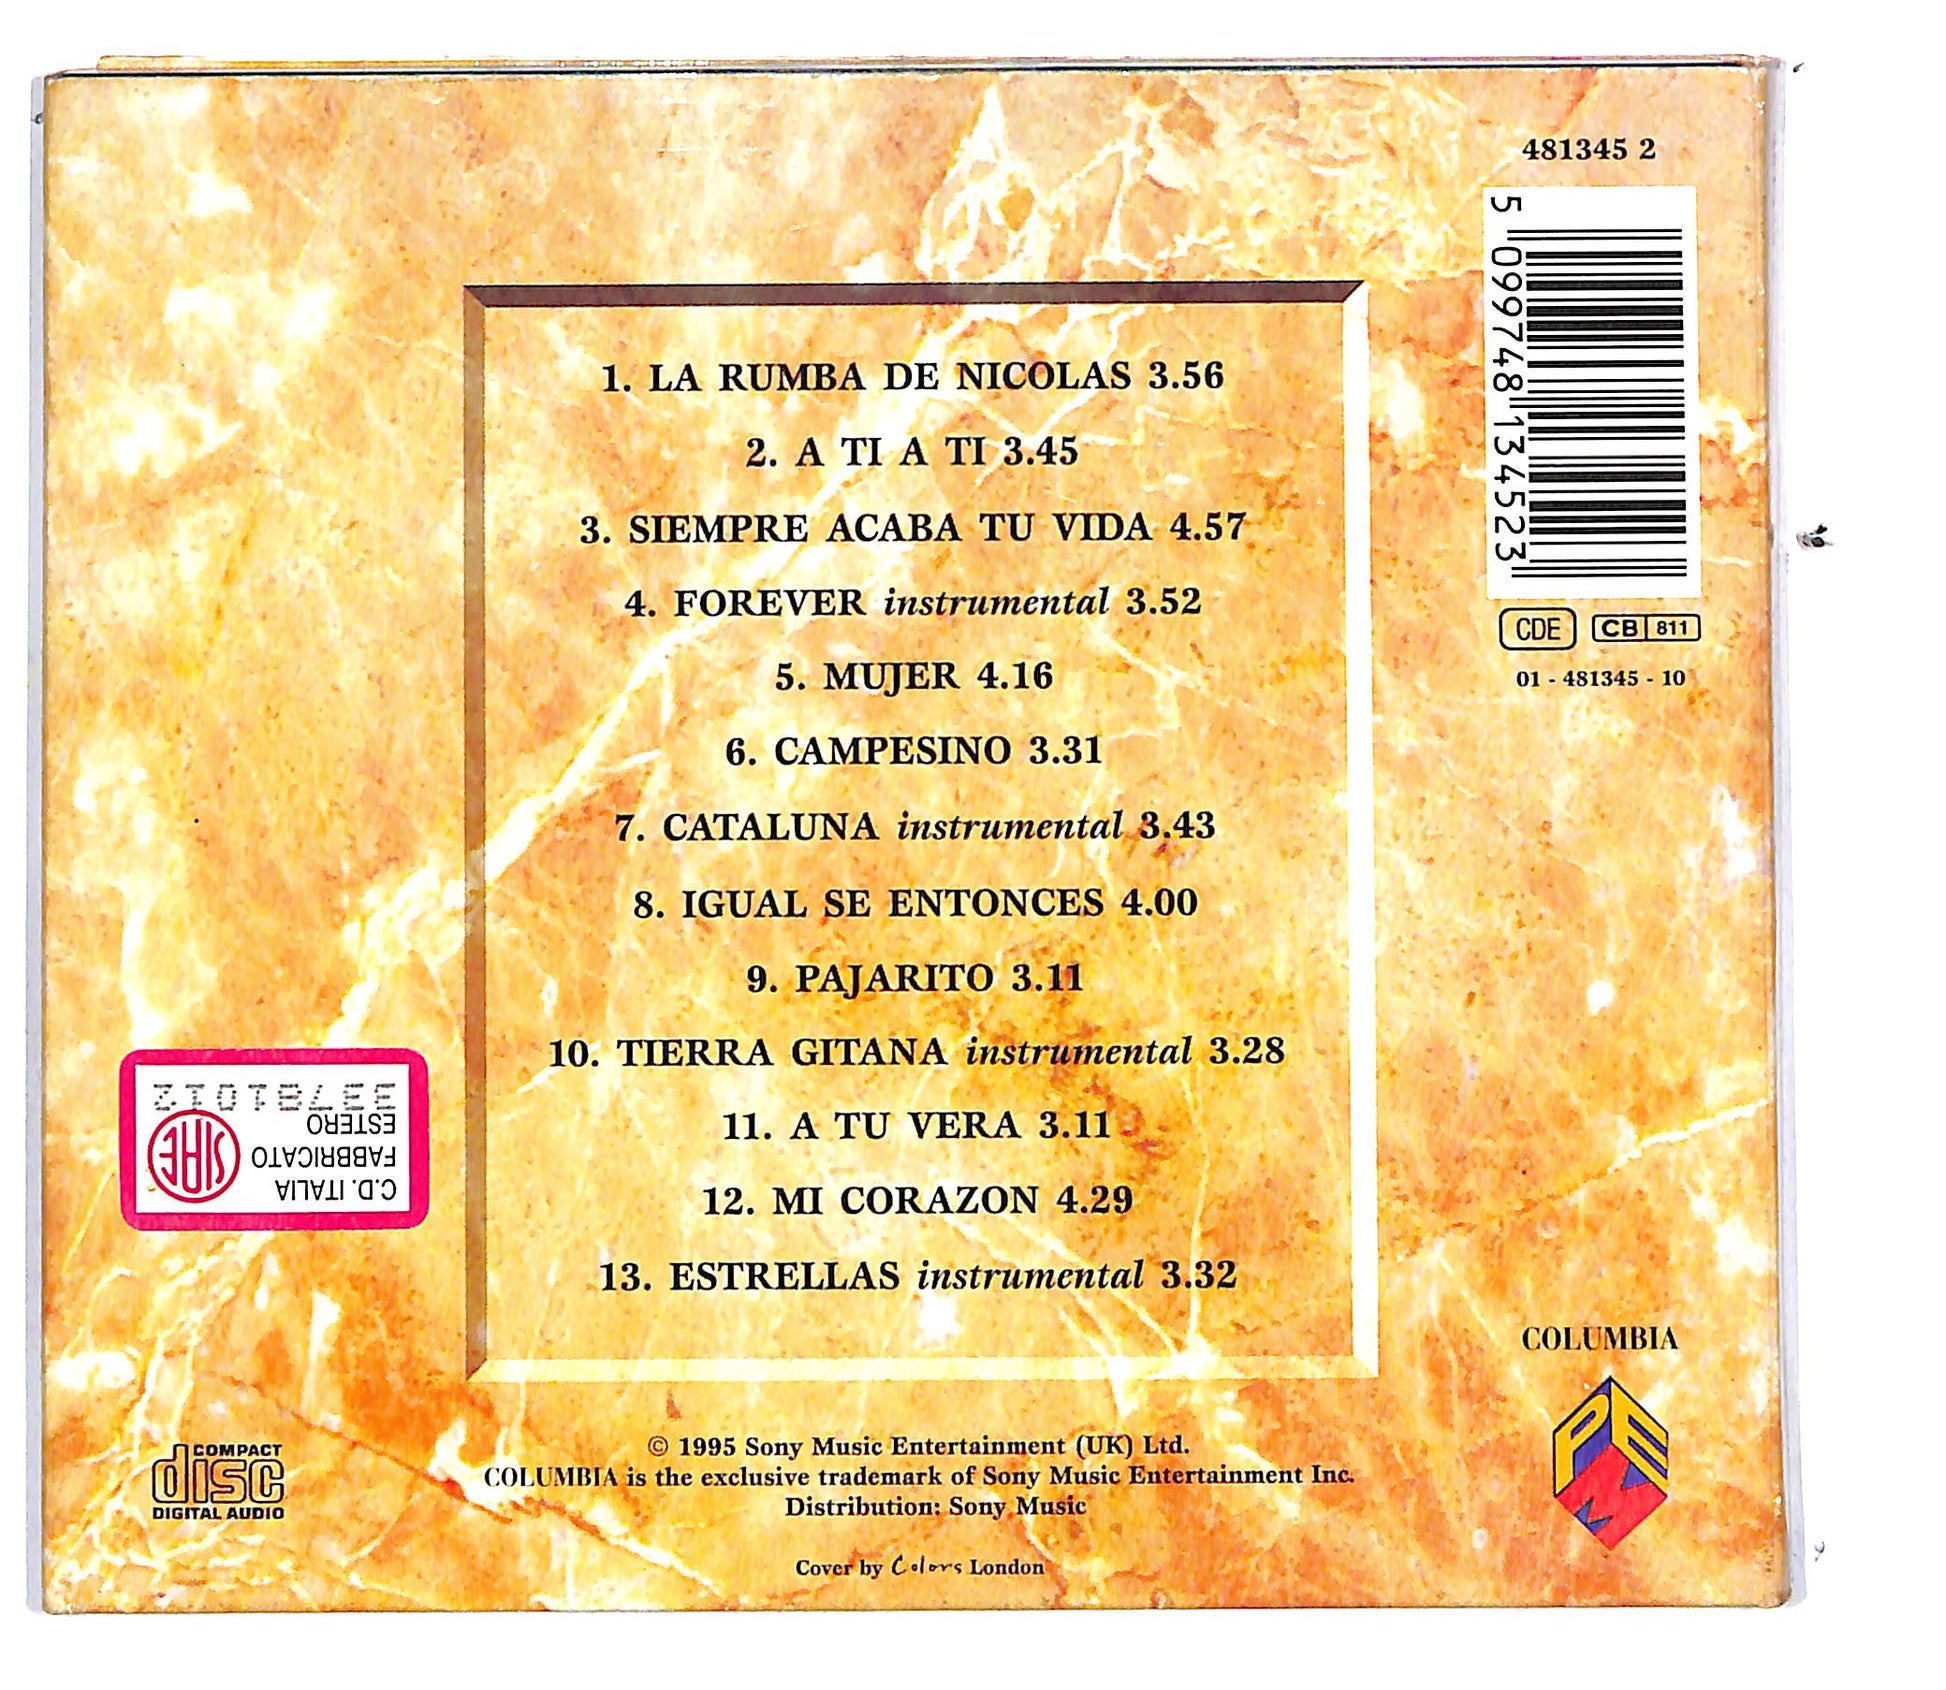 481345 2
5 099748 134523
CDE CB 811
01 - 481345 - 10
1. LA RUMBA DE NICOLAS 3.56
2. A TI A TI 3.45
3. SIEMPRE ACABA TU VIDA 4.57
4. FOREVER instrumental 3.52
5. MUJER 4.16
6. CAMPESINO 3.31
7. CATALUNA instrumental 3.43
8. IGUAL SE ENTONCES 4.00
9. PAJARITO 3.11
10. TIERRA GITANA instrumental 3.28
11. A TU VERA 3.11
12. MI CORAZON 4.29
13. ESTRELLAS instrumental 3.32
C.D. ITALIA
FABBRICATO
ESTERO
SIAE
33781012
COLUMBIA
PEM
COMPACT
disc
DIGITAL AUDIO
© 1995 Sony Music Entertainment (UK) Ltd.
COLUMBIA is the exclusive trademark of Sony Music Entertainment Inc.
Distribution: Sony Music
Cover by Colors London